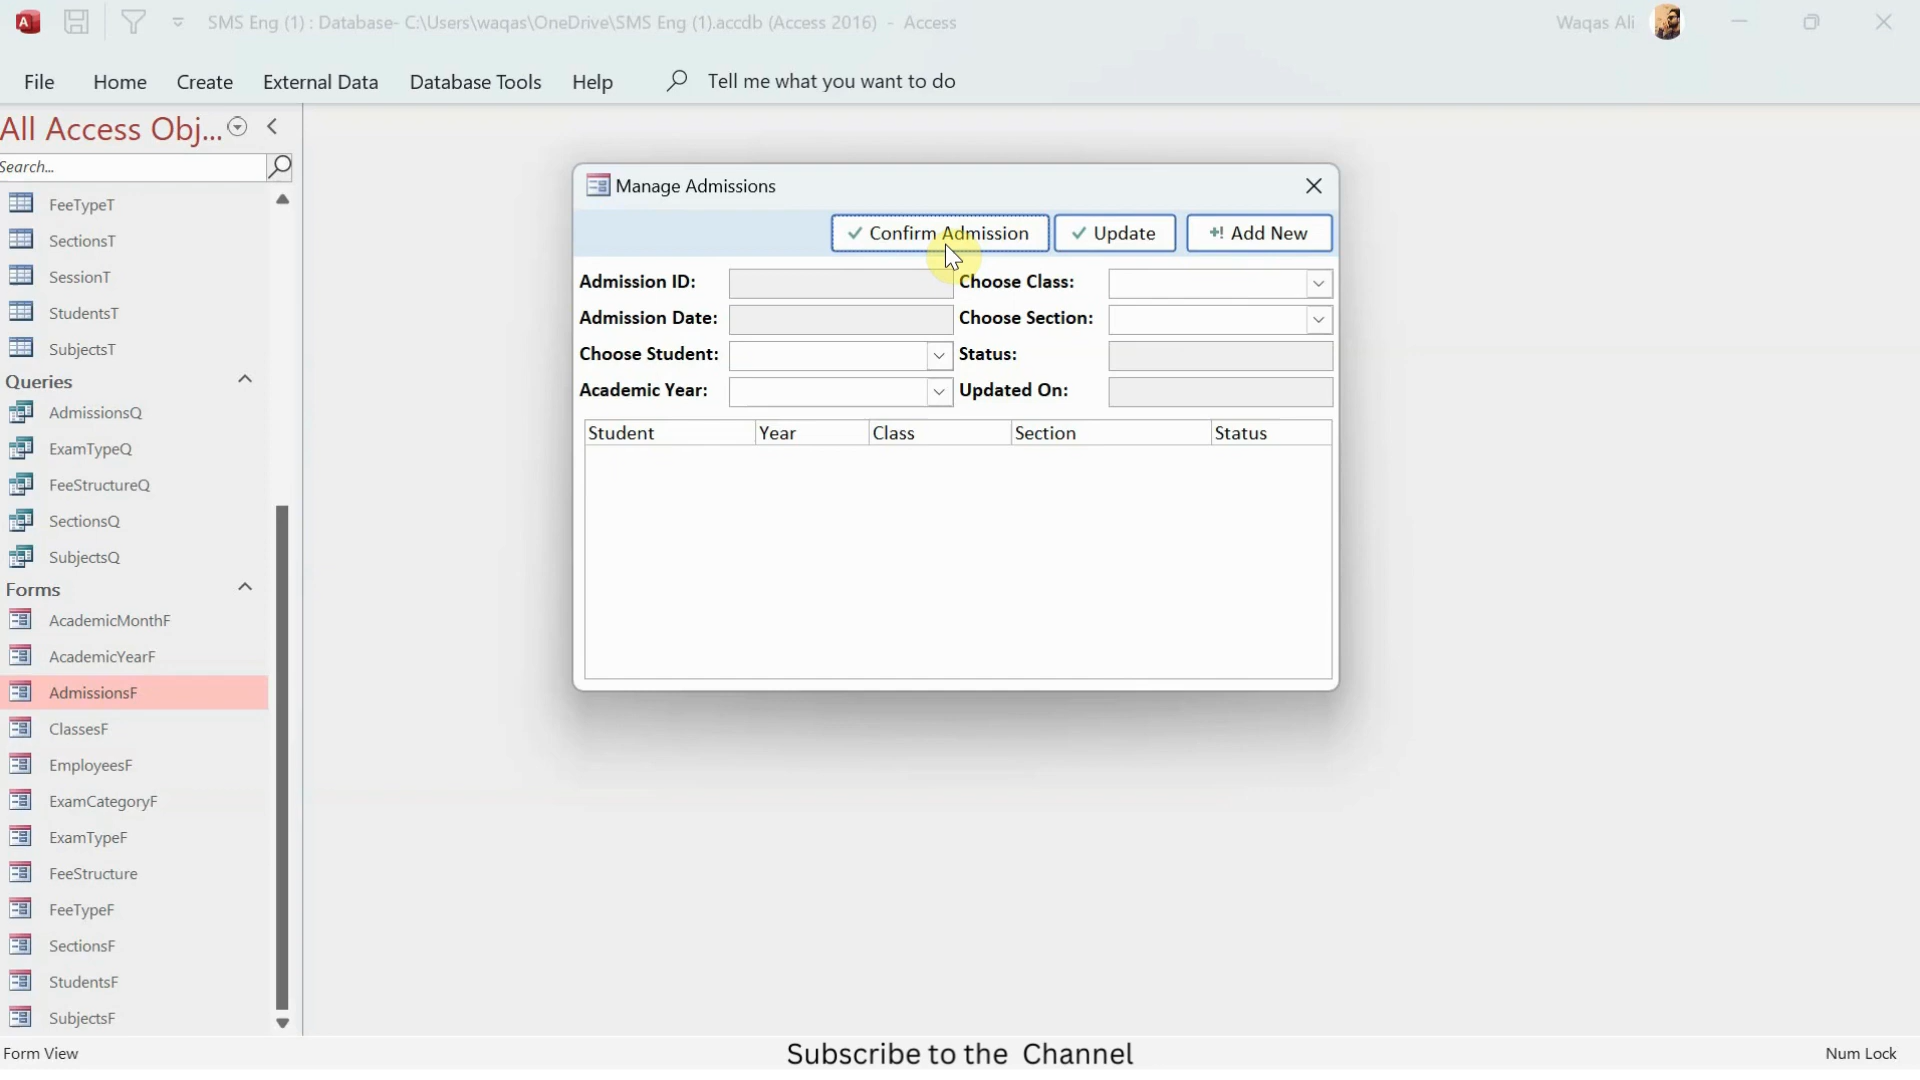 SMS Eng (1) : Database- C:\Users\waqas\OneDrive\SMS Eng (1).accdb (Access 2016) - Access
Waqas Ali
File Home Create External Data Database Tools Help Tell me what you want to do
All Access Obj...
Search...
FeeTypeT
SectionsT
SessionT
StudentsT
SubjectsT
Queries
AdmissionsQ
ExamTypeQ
FeeStructureQ
SectionsQ
SubjectsQ
Forms
AcademicMonthF
AcademicYearF
AdmissionsF
ClassesF
EmployeesF
ExamCategoryF
ExamTypeF
FeeStructure
FeeTypeF
SectionsF
StudentsF
SubjectsF
Manage Admissions
Confirm Admission Update Add New
Admission ID: Choose Class:
Admission Date: Choose Section:
Choose Student: Status:
Academic Year: Updated On:
Student Year Class Section Status
Form View
Subscribe to the Channel
Num Lock